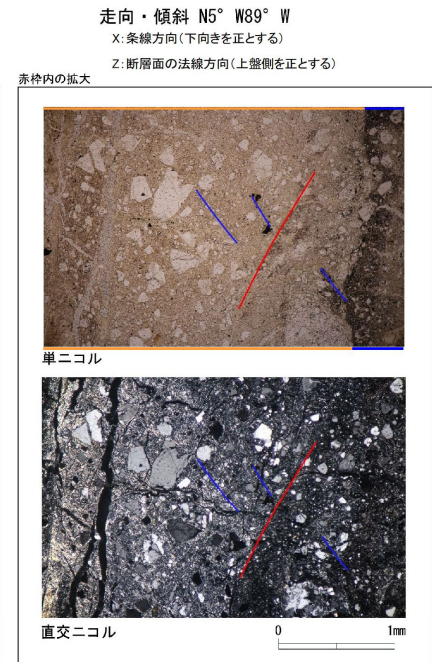 走向・傾斜 N5°W89°W
X:条線方向(下向きを正とする)
Z:断層面の法線方向(上盤側を正とする)
赤枠内の拡大
単ニコル
直交ニコル
0 1mm